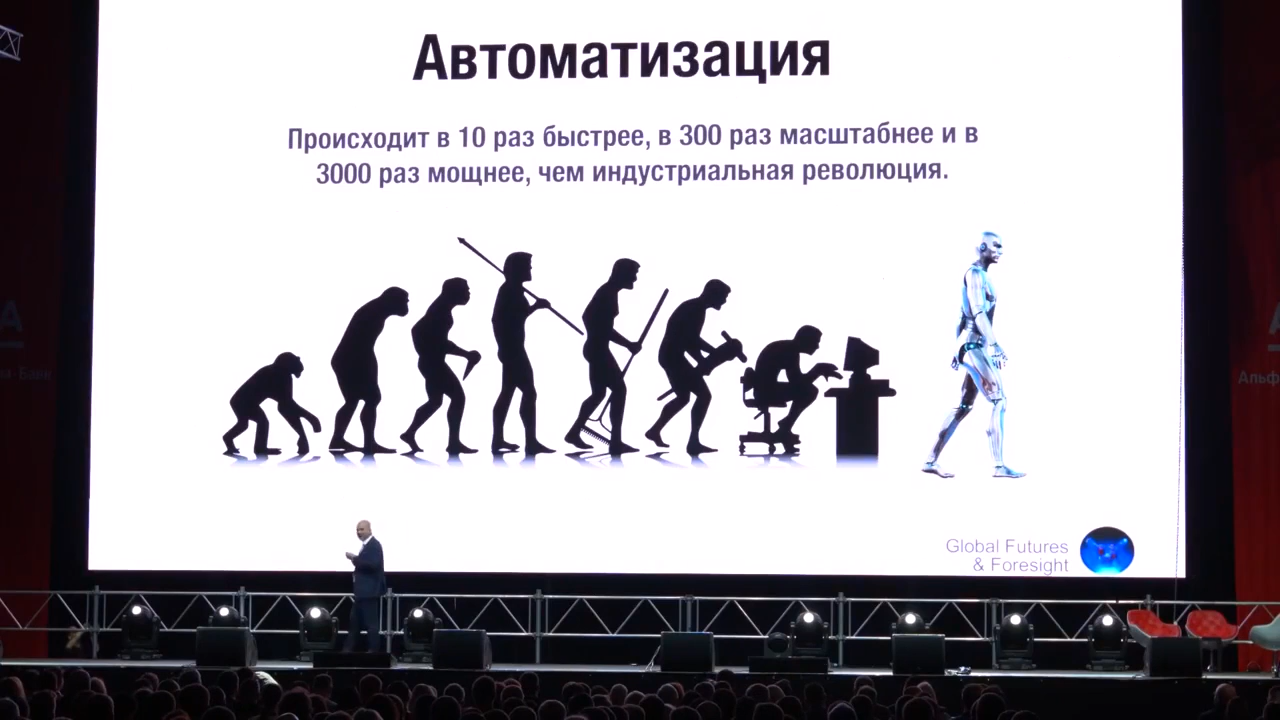 Автоматизация
Происходит в 10 раз быстрее, в 300 раз масштабнее и в
3000 раз мощнее, чем индустриальная революция.
Global Futures
& Foresight